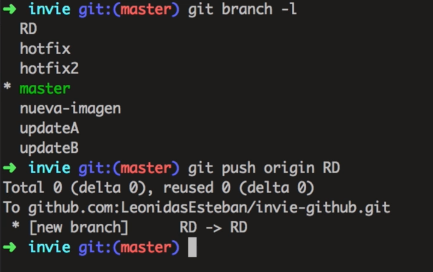 ➜ invie git:(master) git branch -l
RD
hotfix
hotfix2
* master
nueva-imagen
updateA
updateB
➜ invie git:(master) git push origin RD
Total 0 (delta 0), reused 0 (delta 0)
To github.com:LeonidasEsteban/invie-github.git
* [new branch] RD -> RD
➜ invie git:(master)